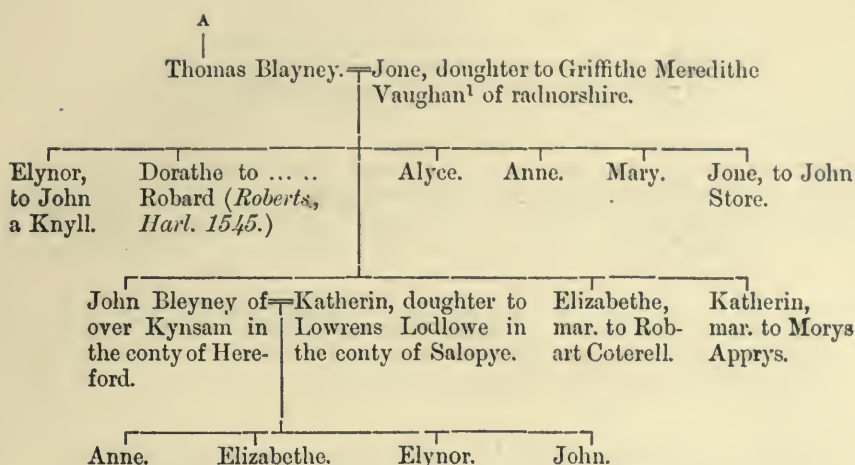 A
Thomas Blayney.
Jone, doughter to Griffithe Meredithe
Vaughan¹ of radnorshire.
Elynor,
to John
a Knyll.
Dorathe to ... ..
Robard (Roberts,
Harl. 1545.)
Alyce.
Anne.
Mary.
Jone, to John
Store.
John Bleyney of
over Kynsam in
the conty of Here-
ford.
Katherin, doughter to
Lowrens Lodlowe in
the conty of Salopye.
Elizabethe,
mar. to Rob-
art Coterell.
Katherin,
mar. to Morys
Apprys.
Anne.
Elizabethe.
Elynor.
John.